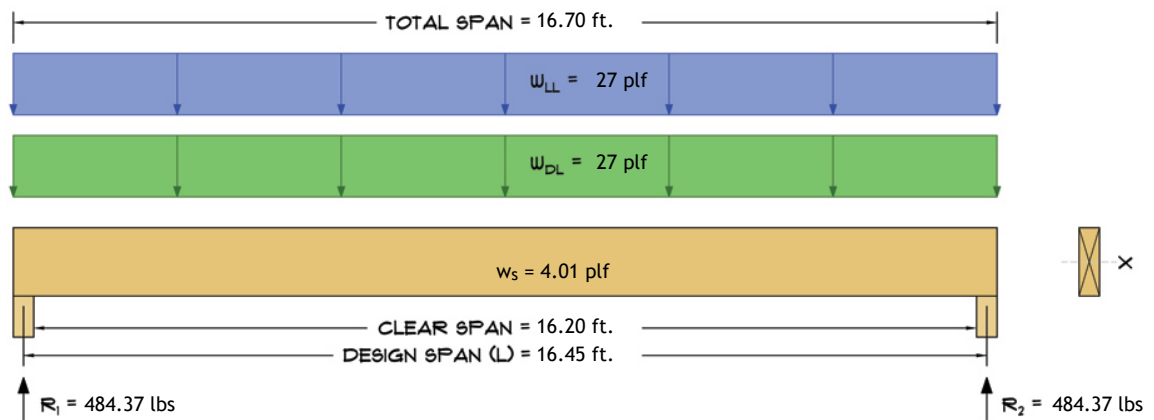 TOTAL SPAN = 16.70 ft.
wLL = 27 plf
wDL = 27 plf
ws = 4.01 plf
X
CLEAR SPAN = 16.20 ft.
DESIGN SPAN (L) = 16.45 ft.
R1 = 484.37 lbs
R2 = 484.37 lbs